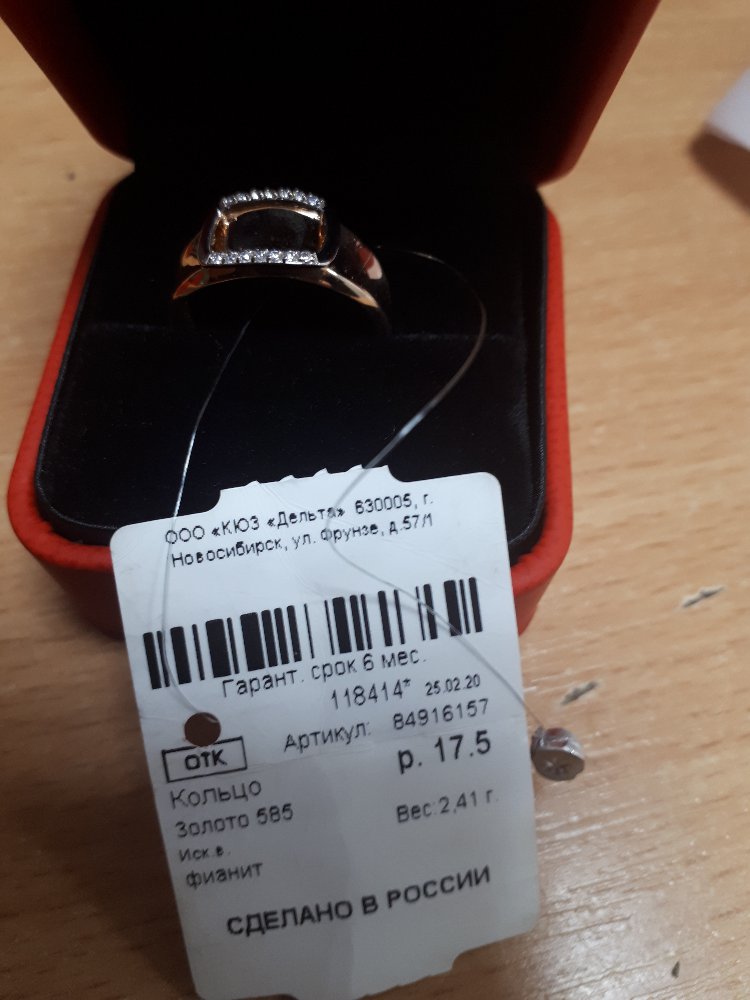 ООО «КЮЗ «Дельта» 630005, г.
Новосибирск, ул. Фрунзе, д.57/1
Гарант. срок 6 мес.
118414* 25.02.20
Артикул: 84916157
ОТК
р. 17.5
Кольцо
Золото 585
Вес:2,41 г.
Иск.в.
фианит
СДЕЛАНО В РОССИИ